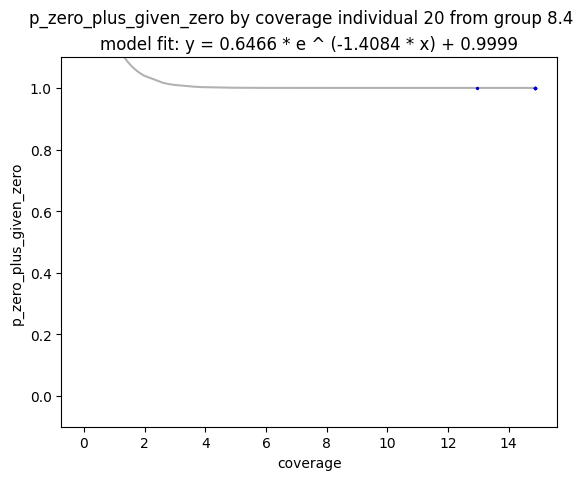 p_zero_plus_given_zero by coverage individual 20 from group 8.4
model fit: y = 0.6466 * e ^ (-1.4084 * x) + 0.9999
1.0
0.8
0.6
0.4
0.2
0.0
p_zero_plus_given_zero
0 2 4 6 8 10 12 14
coverage